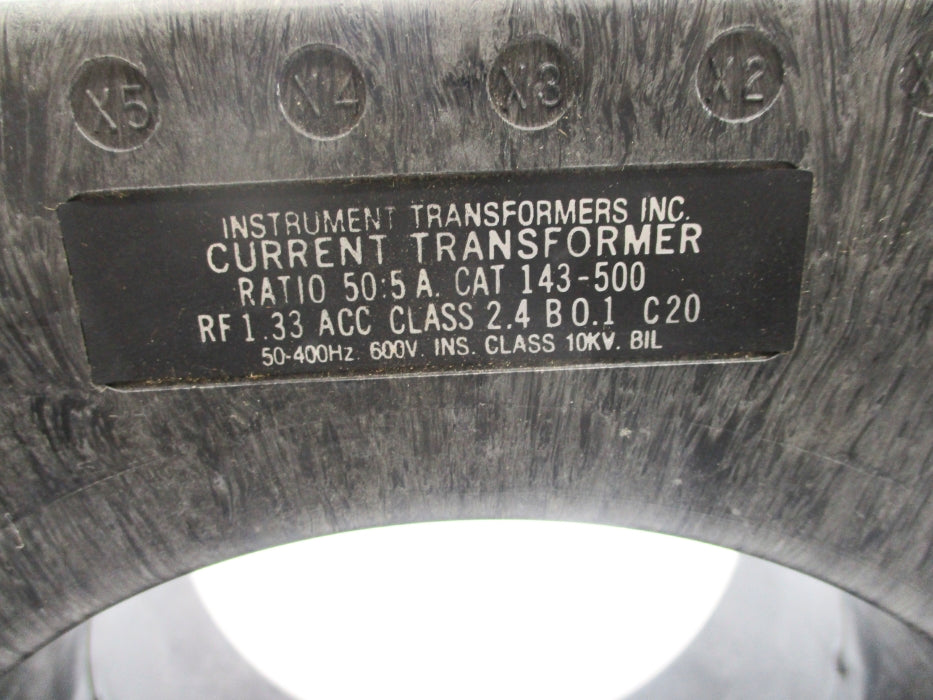 X5 X4 X3 X2
INSTRUMENT TRANSFORMERS INC.
CURRENT TRANSFORMER
RATIO 50:5 A. CAT 143-500
RF 1.33 ACC CLASS 2.4 B0.1 C20
50-400Hz 600V. INS. CLASS 10KV. BIL